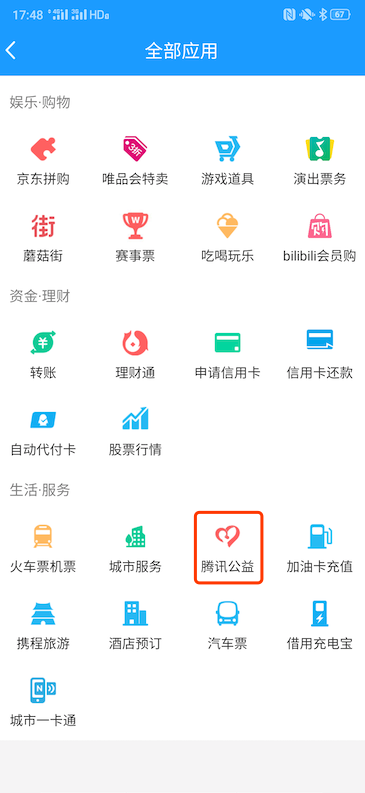 17:48 HD 67
全部应用
娱乐·购物
3折
京东拼购 唯品会特卖 游戏道具 演出票务
街 W
蘑菇街 赛事票 吃喝玩乐 bilibili会员购
资金·理财
¥
转账 理财通 申请信用卡 信用卡还款
自动代付卡 股票行情
生活·服务
火车票机票 城市服务 腾讯公益 加油卡充值
携程旅游 酒店预订 汽车票 借用充电宝
N
城市一卡通